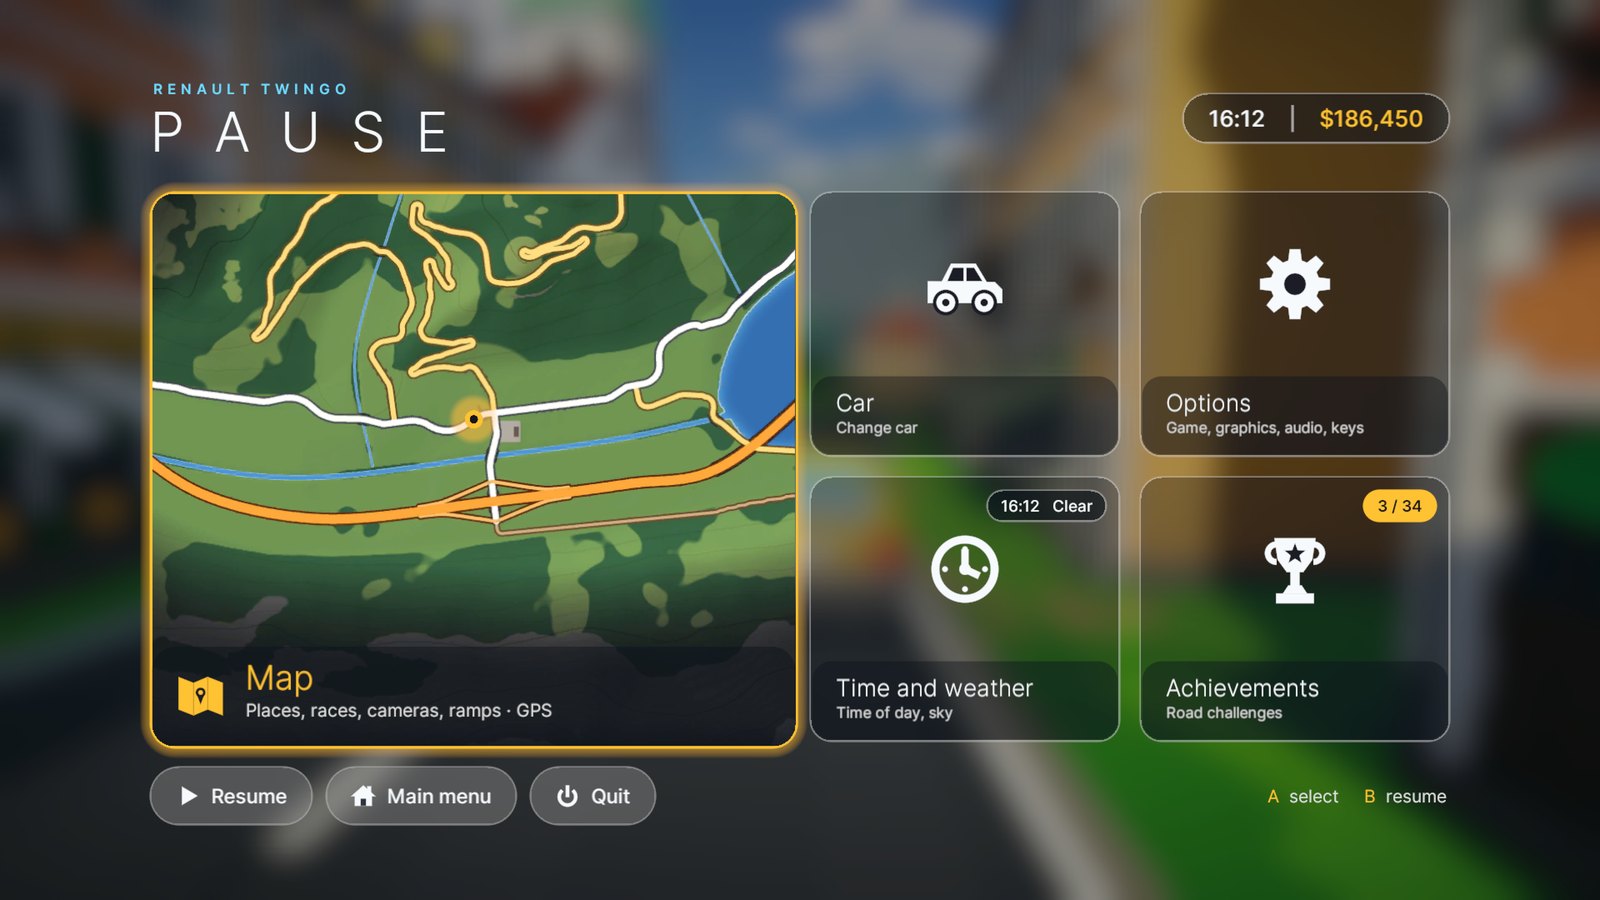 RENAULT TWINGO
PAUSE
16:12 | $186,450
Map
Places, races, cameras, ramps · GPS
Car
Change car
Options
Game, graphics, audio, keys
16:12 Clear
Time and weather
Time of day, sky
3 / 34
Achievements
Road challenges
Resume
Main menu
Quit
A select
B resume